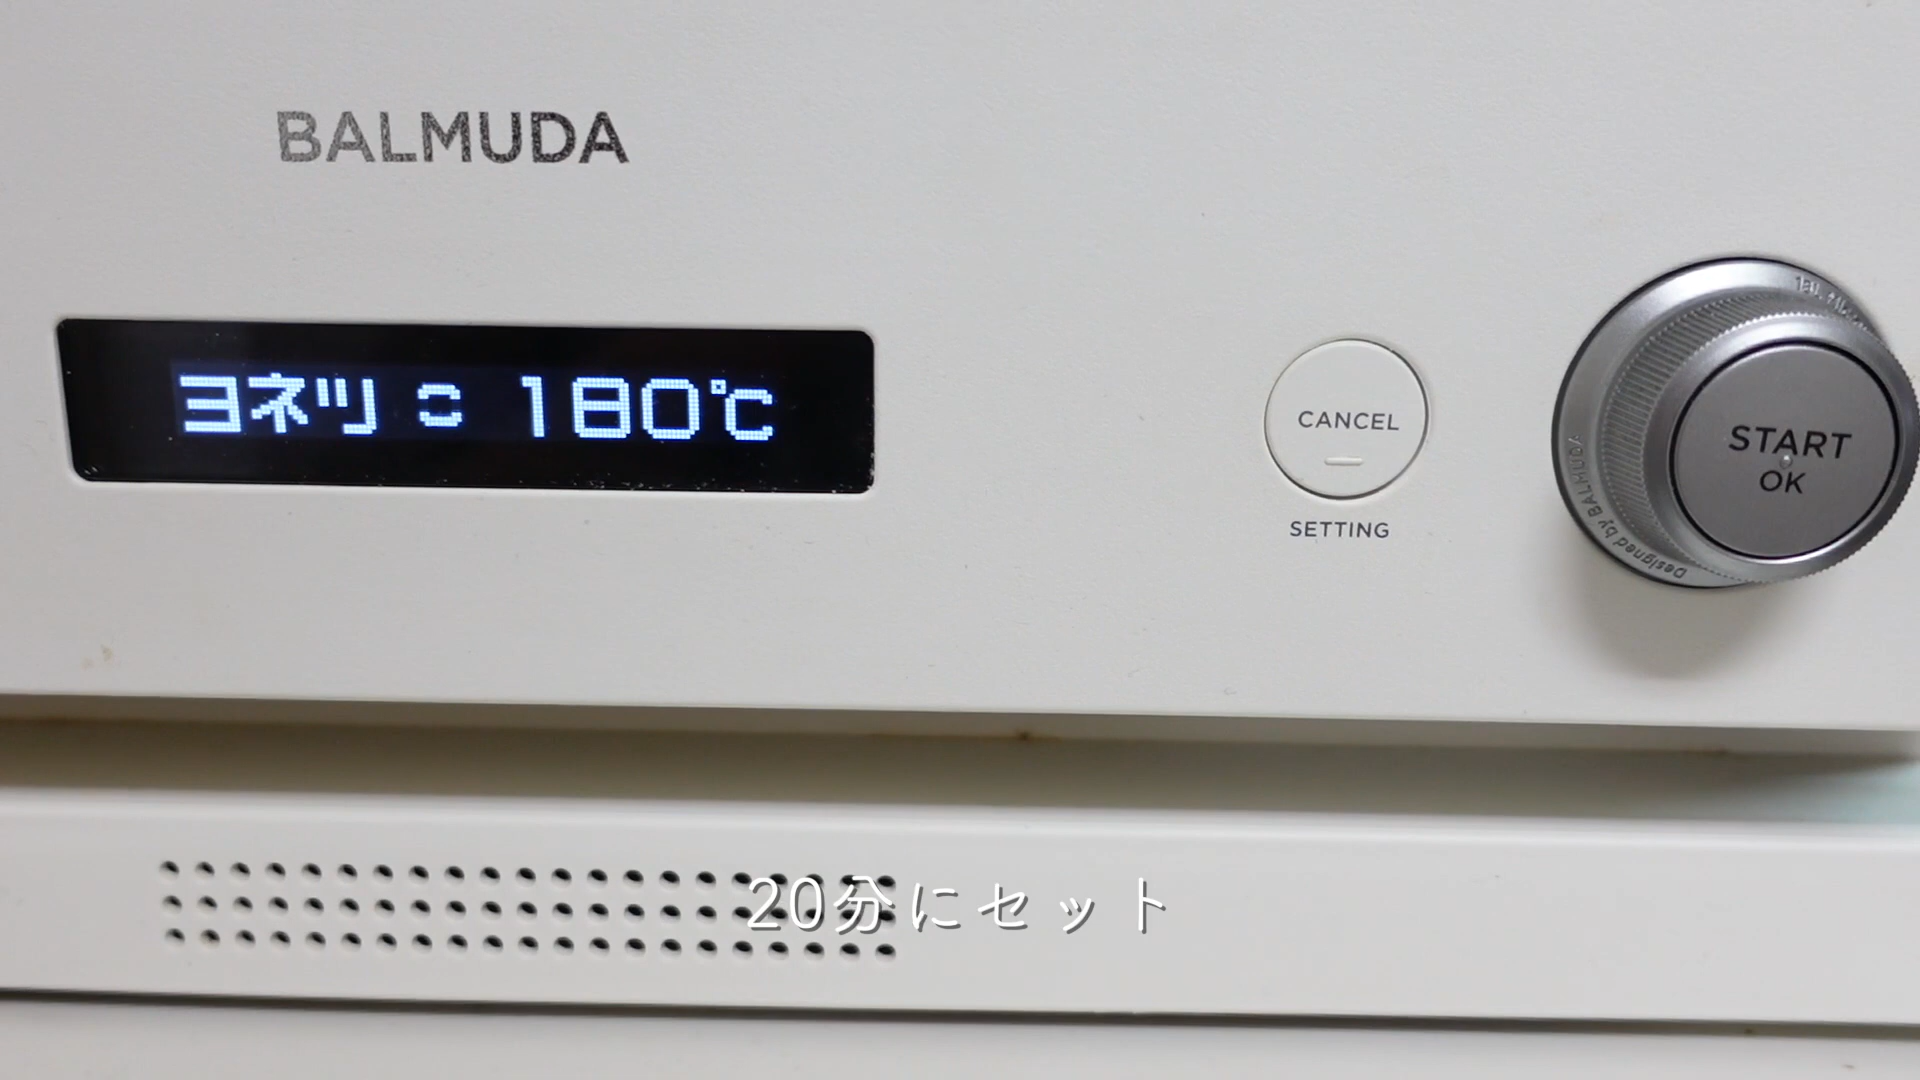 BALMUDA
ヨネツ 180℃
CANCEL
SETTING
START
OK
Designed by BALMUDA
20分にセット